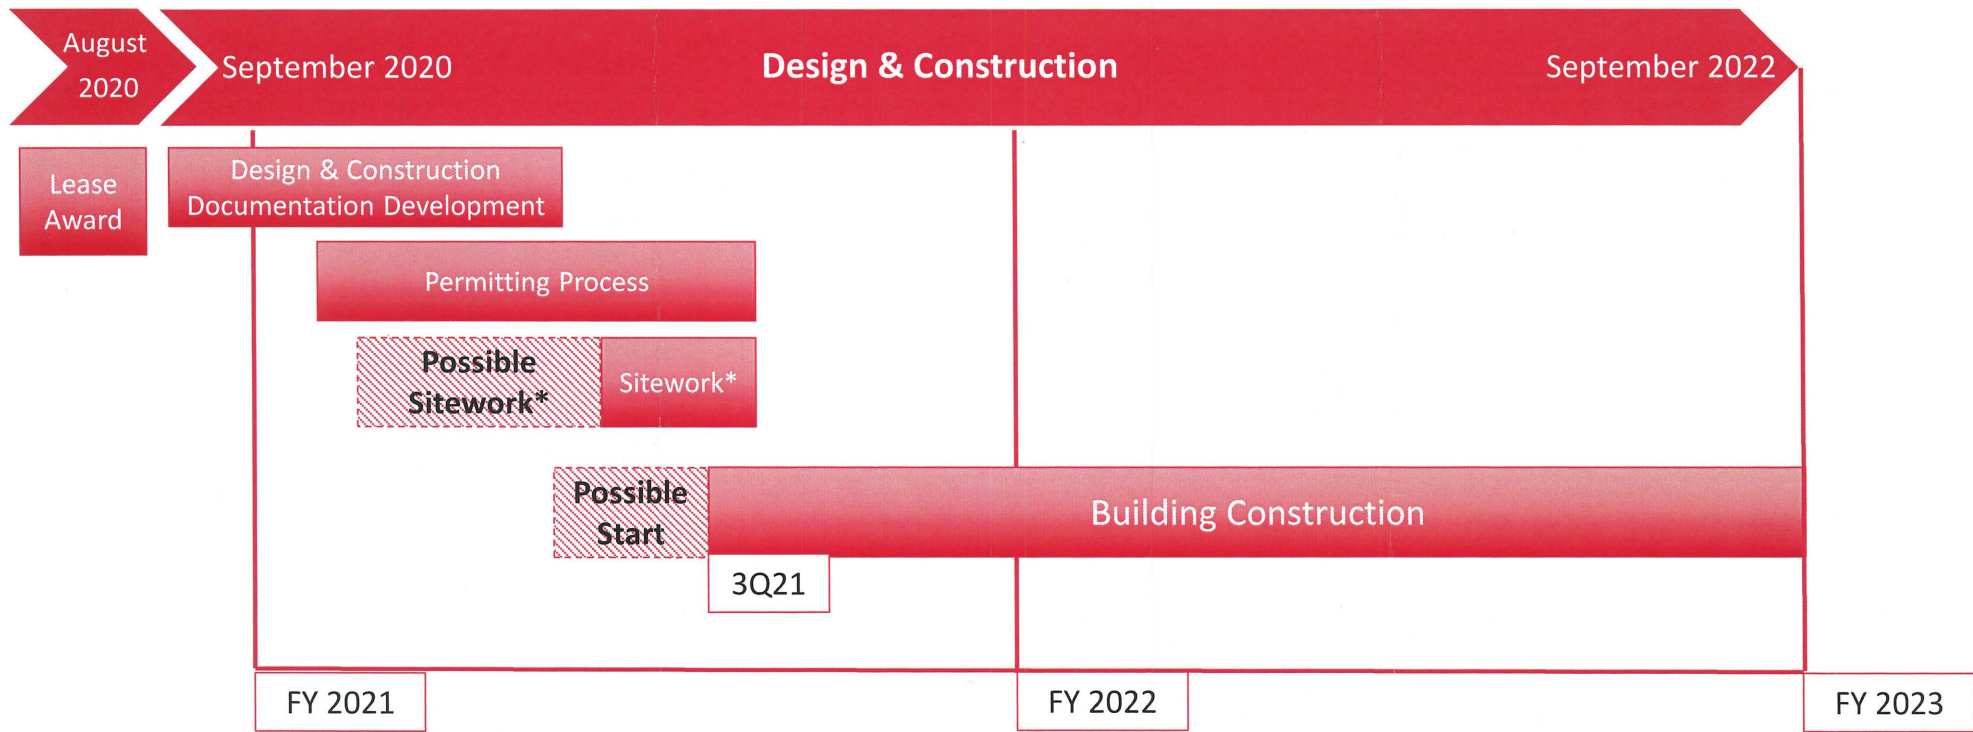 August
2020
September 2020
Design & Construction
September 2022
Lease
Award
Design & Construction
Documentation Development
Permitting Process
Possible
Sitework*
Sitework*
Possible
Start
Building Construction
3Q21
FY 2021
FY 2022
FY 2023